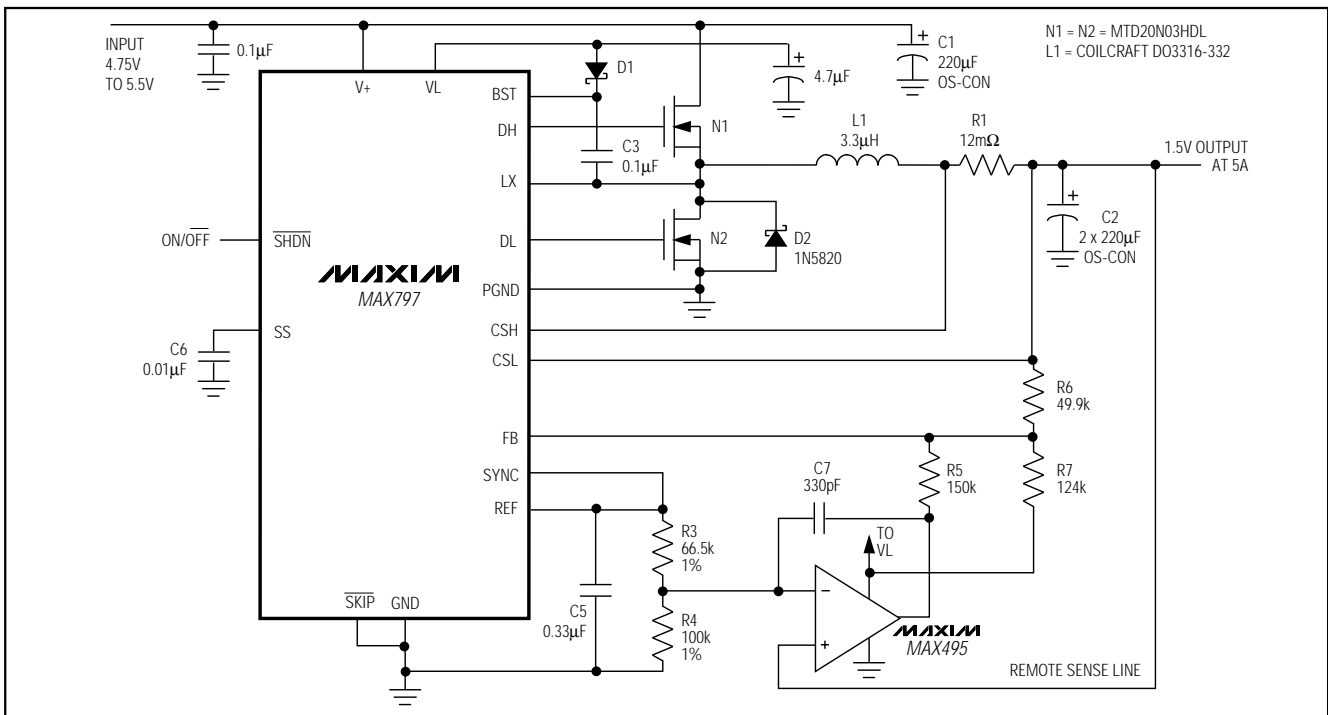 INPUT
4.75V
TO 5.5V
0.1µF
V+
VL
D1
4.7µF
C1
220µF
OS-CON
N1 = N2 = MTD20N03HDL
L1 = COILCRAFT DO3316-332
BST
DH
C3
0.1µF
LX
N1
L1
3.3µH
R1
12mΩ
1.5V OUTPUT
AT 5A
ON/OFF
SHDN
DL
N2
D2
1N5820
C2
2 x 220µF
OS-CON
MAXIM
MAX797
PGND
SS
C6
0.01µF
CSH
CSL
R6
49.9k
FB
SYNC
REF
C7
330pF
R5
150k
R7
124k
R3
66.5k
1%
TO
VL
SKIP
GND
C5
0.33µF
R4
100k
1%
−
+
MAXIM
MAX495
REMOTE SENSE LINE